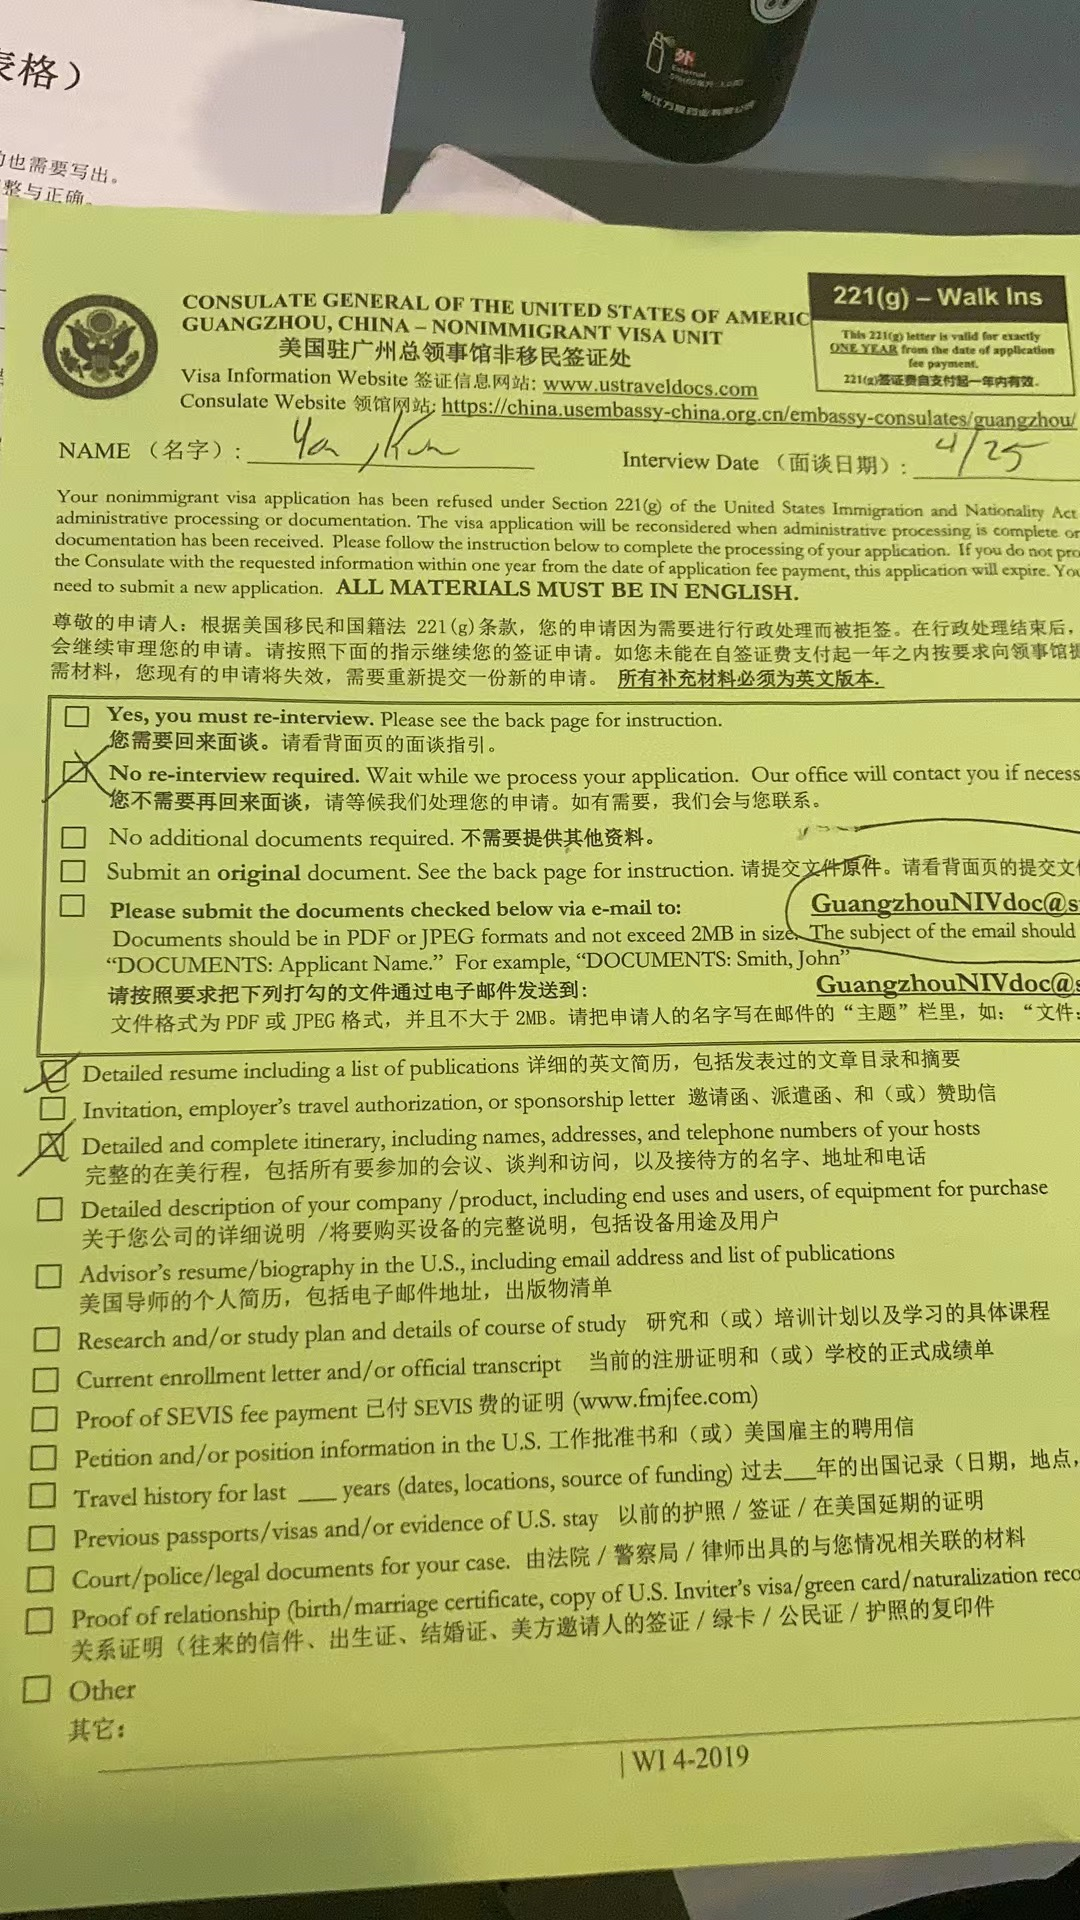 表格）
也需要写出。
整与正确。
外
External
浙江万晟药业有限公司
CONSULATE GENERAL OF THE UNITED STATES OF AMERIC
GUANGZHOU, CHINA – NONIMMIGRANT VISA UNIT
美国驻广州总领事馆非移民签证处
Visa Information Website 签证信息网站: www.ustraveldocs.com
Consulate Website 领馆网站: https://china.usembassy-china.org.cn/embassy-consulates/guangzhou/
221(g) – Walk Ins
This 221(g) letter is valid for exactly
ONE YEAR from the date of application
fee payment.
221(g)签证费自支付起一年内有效.
NAME （名字）:
Interview Date （面谈日期）: 4/25
Your nonimmigrant visa application has been refused under Section 221(g) of the United States Immigration and Nationality Act
administrative processing or documentation. The visa application will be reconsidered when administrative processing is complete or
documentation has been received. Please follow the instruction below to complete the processing of your application. If you do not pro
the Consulate with the requested information within one year from the date of application fee payment, this application will expire. You
need to submit a new application. ALL MATERIALS MUST BE IN ENGLISH.
尊敬的申请人：根据美国移民和国籍法 221(g)条款，您的申请因为需要进行行政处理而被拒签。在行政处理结束后，
会继续审理您的申请。请按照下面的指示继续您的签证申请。如您未能在自签证费支付起一年之内按要求向领事馆提
需材料，您现有的申请将失效，需要重新提交一份新的申请。 所有补充材料必须为英文版本.
Yes, you must re-interview. Please see the back page for instruction.
您需要回来面谈。请看背面页的面谈指引。
No re-interview required. Wait while we process your application. Our office will contact you if necess
您不需要再回来面谈，请等候我们处理您的申请。如有需要，我们会与您联系。
No additional documents required. 不需要提供其他资料。
Submit an original document. See the back page for instruction. 请提交文件原件。请看背面页的提交文件
Please submit the documents checked below via e-mail to: GuangzhouNIVdoc@s
Documents should be in PDF or JPEG formats and not exceed 2MB in size. The subject of the email should
“DOCUMENTS: Applicant Name.” For example, “DOCUMENTS: Smith, John”
请按照要求把下列打勾的文件通过电子邮件发送到: GuangzhouNIVdoc@s
文件格式为 PDF 或 JPEG 格式，并且不大于 2MB。请把申请人的名字写在邮件的“主题”栏里，如：“文件:
Detailed resume including a list of publications 详细的英文简历，包括发表过的文章目录和摘要
Invitation, employer’s travel authorization, or sponsorship letter 邀请函、派遣函、和（或）赞助信
Detailed and complete itinerary, including names, addresses, and telephone numbers of your hosts
完整的在美行程，包括所有要参加的会议、谈判和访问，以及接待方的名字、地址和电话
Detailed description of your company /product, including end uses and users, of equipment for purchase
关于您公司的详细说明 /将要购买设备的完整说明，包括设备用途及用户
Advisor’s resume/biography in the U.S., including email address and list of publications
美国导师的个人简历，包括电子邮件地址，出版物清单
Research and/or study plan and details of course of study 研究和（或）培训计划以及学习的具体课程
Current enrollment letter and/or official transcript 当前的注册证明和（或）学校的正式成绩单
Proof of SEVIS fee payment 已付 SEVIS 费的证明 (www.fmjfee.com)
Petition and/or position information in the U.S. 工作批准书和（或）美国雇主的聘用信
Travel history for last ___ years (dates, locations, source of funding) 过去___年的出国记录（日期，地点，
Previous passports/visas and/or evidence of U.S. stay 以前的护照 / 签证 / 在美国延期的证明
Court/police/legal documents for your case. 由法院 / 警察局 / 律师出具的与您情况相关联的材料
Proof of relationship (birth/marriage certificate, copy of U.S. Inviter’s visa/green card/naturalization reco
关系证明（往来的信件、出生证、结婚证、美方邀请人的签证 / 绿卡 / 公民证 / 护照的复印件
Other
其它：
| WI 4-2019